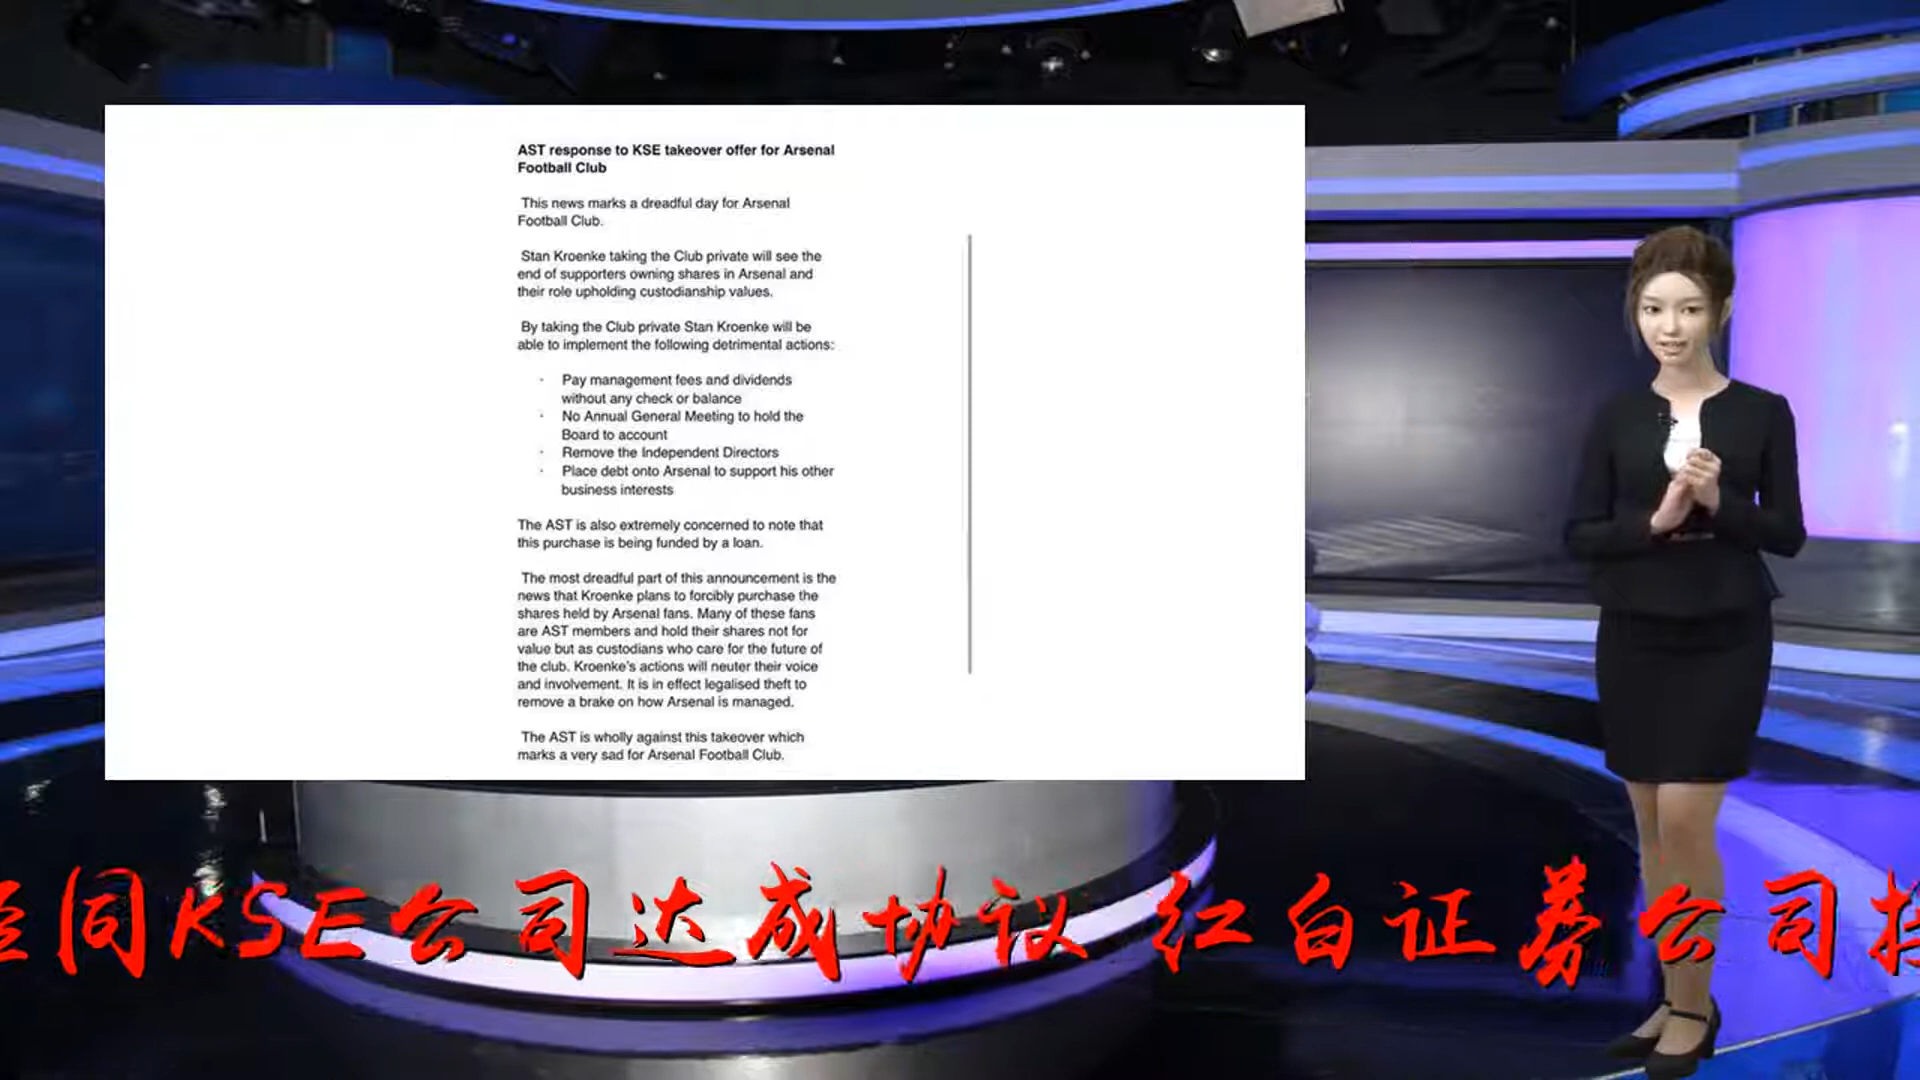 AST response to KSE takeover offer for Arsenal
Football Club
This news marks a dreadful day for Arsenal
Football Club.
Stan Kroenke taking the Club private will see the
end of supporters owning shares in Arsenal and
their role upholding custodianship values.
By taking the Club private Stan Kroenke will be
able to implement the following detrimental actions:
· Pay management fees and dividends
without any check or balance
· No Annual General Meeting to hold the
Board to account
· Remove the Independent Directors
· Place debt onto Arsenal to support his other
business interests
The AST is also extremely concerned to note that
this purchase is being funded by a loan.
The most dreadful part of this announcement is the
news that Kroenke plans to forcibly purchase the
shares held by Arsenal fans. Many of these fans
are AST members and hold their shares not for
value but as custodians who care for the future of
the club. Kroenke's actions will neuter their voice
and involvement. It is in effect legalised theft to
remove a brake on how Arsenal is managed.
The AST is wholly against this takeover which
marks a very sad for Arsenal Football Club.
同KSE公司达成协议 红白证券公司